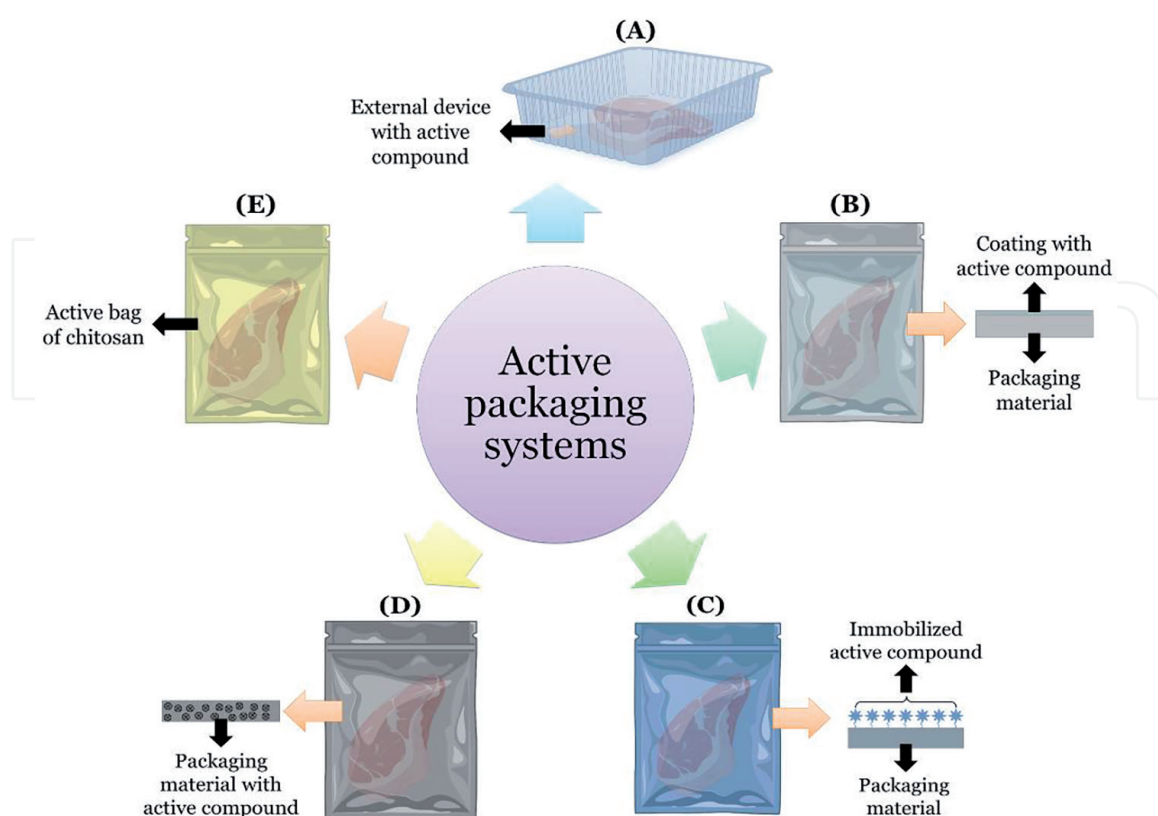 (A)
External device
with active
compound
(B)
Coating with
active compound
Packaging
material
(E)
Active bag
of chitosan
Active
packaging
systems
(C)
Immobilized
active compound
Packaging
material
(D)
Packaging
material with
active compound